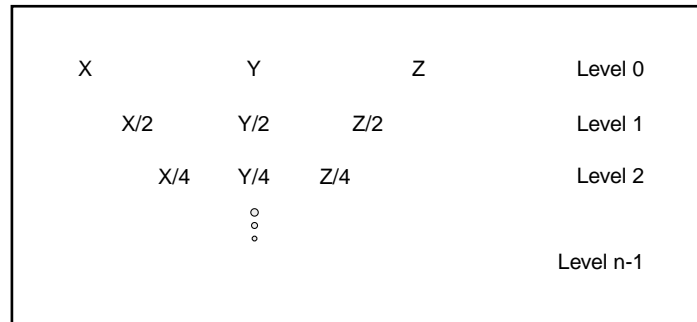 X Y Z Level 0
X/2 Y/2 Z/2 Level 1
X/4 Y/4 Z/4 Level 2
Level n-1